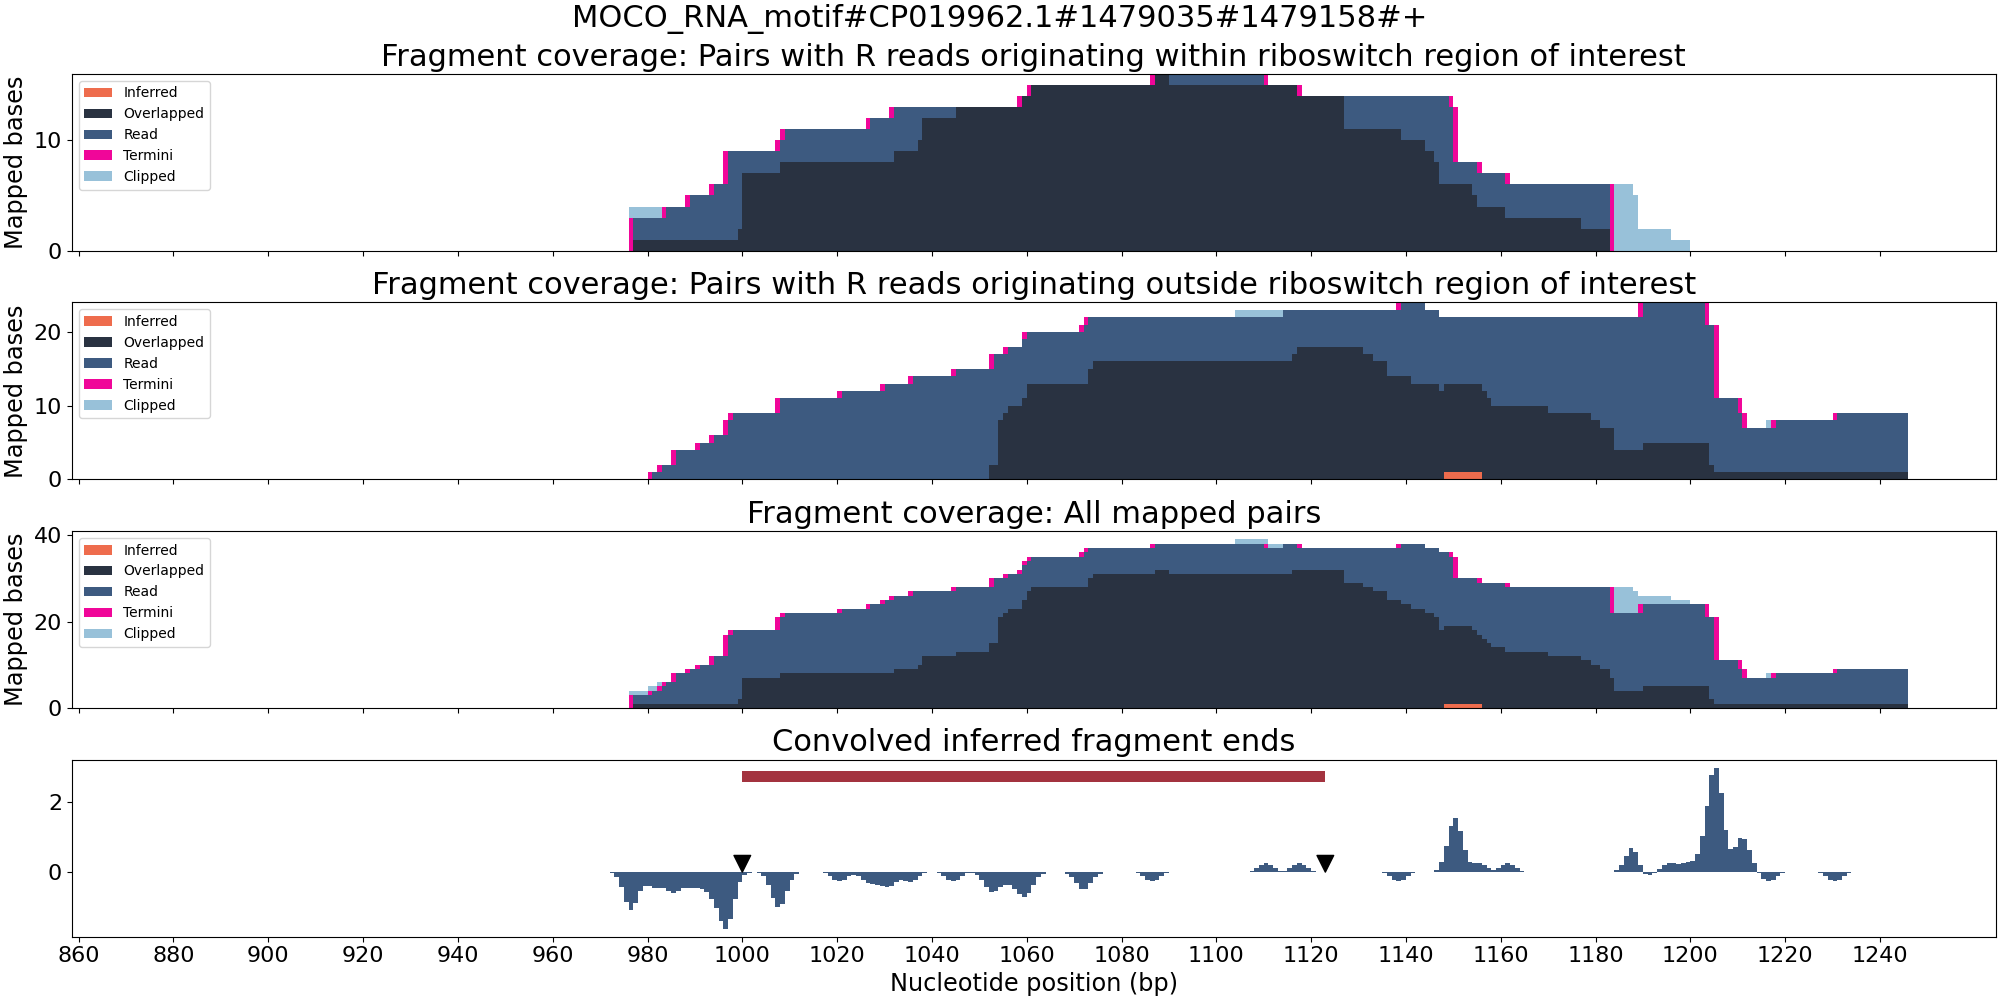 MOCO_RNA_motif#CP019962.1#1479035#1479158#+
Fragment coverage: Pairs with R reads originating within riboswitch region of interest
Mapped bases
10
0
Inferred
Overlapped
Read
Termini
Clipped
Fragment coverage: Pairs with R reads originating outside riboswitch region of interest
Mapped bases
20
10
0
Inferred
Overlapped
Read
Termini
Clipped
Fragment coverage: All mapped pairs
Mapped bases
40
20
0
Inferred
Overlapped
Read
Termini
Clipped
Convolved inferred fragment ends
2
0
860 880 900 920 940 960 980 1000 1020 1040 1060 1080 1100 1120 1140 1160 1180 1200 1220 1240
Nucleotide position (bp)